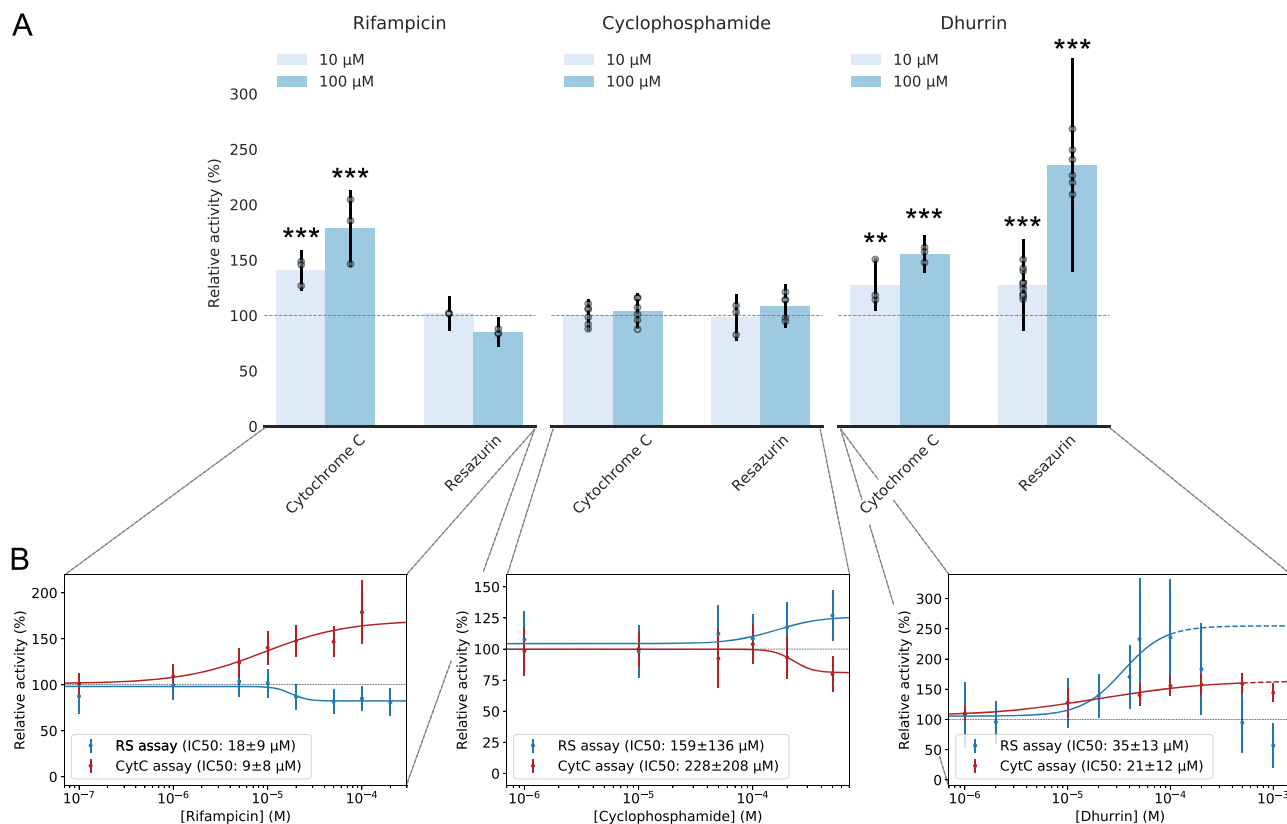 A
Rifampicin
Cyclophosphamide
Dhurrin
10 µM
100 µM
10 µM
100 µM
10 µM
100 µM
Relative activity (%)
300
250
200
150
100
50
0
***
***
**
***
***
***
Cytochrome C
Resazurin
Cytochrome C
Resazurin
Cytochrome C
Resazurin
B
Relative activity (%)
200
150
100
50
0
RS assay (IC50: 18±9 µM)
CytC assay (IC50: 9±8 µM)
10⁻⁷
10⁻⁶
10⁻⁵
10⁻⁴
[Rifampicin] (M)
Relative activity (%)
150
125
100
75
50
25
0
RS assay (IC50: 159±136 µM)
CytC assay (IC50: 228±208 µM)
10⁻⁶
10⁻⁵
10⁻⁴
[Cyclophosphamide] (M)
Relative activity (%)
300
250
200
150
100
50
0
RS assay (IC50: 35±13 µM)
CytC assay (IC50: 21±12 µM)
10⁻⁶
10⁻⁵
10⁻⁴
10⁻³
[Dhurrin] (M)